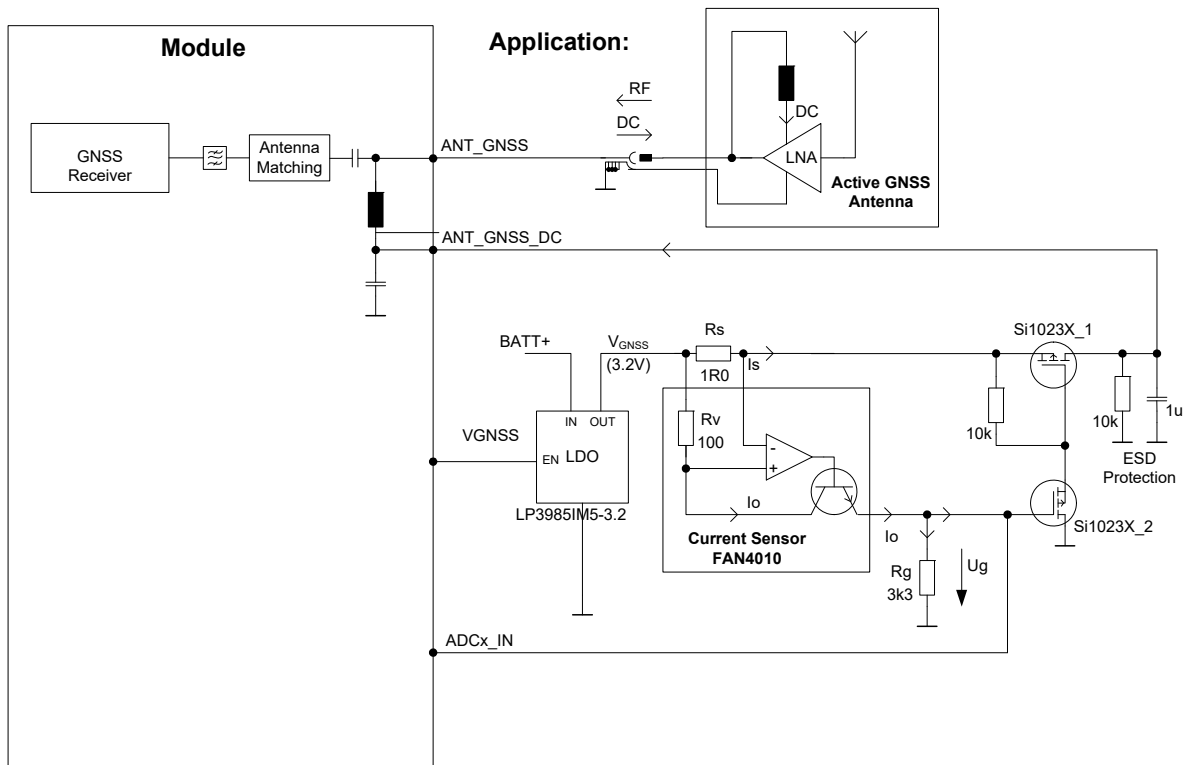 Module
Application:
RF
DC
DC
LNA
Active GNSS
Antenna
GNSS
Receiver
Antenna
Matching
ANT_GNSS
ANT_GNSS_DC
BATT+
VGNSS
(3.2V)
Rs
1R0
Is
Si1023X_1
10k
10k
1u
ESD
Protection
VGNSS
IN OUT
EN LDO
LP3985IM5-3.2
Rv
100
-
+
Io
Current Sensor
FAN4010
Io
Rg
3k3
Ug
Si1023X_2
ADCx_IN